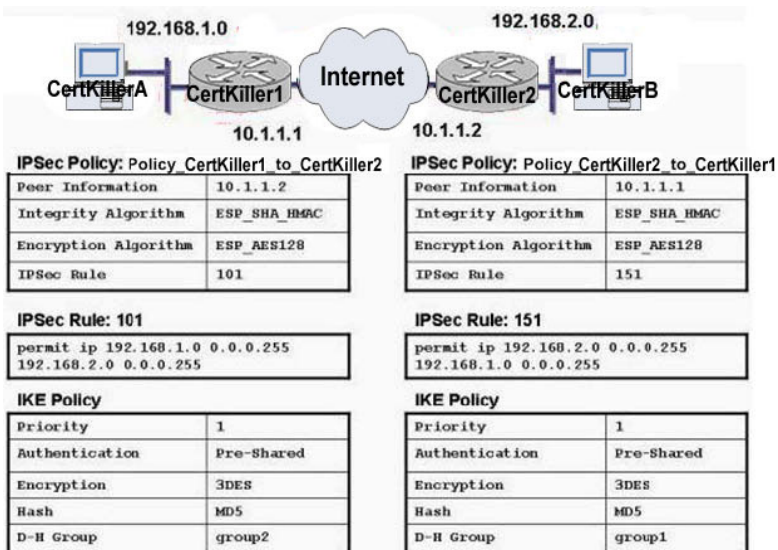 192.168.1.0
192.168.2.0
CertKillerA
CertKiller1
Internet
CertKiller2
CertKillerB
10.1.1.1
10.1.1.2
IPSec Policy: Policy_CertKiller1_to_CertKiller2
Peer Information 10.1.1.2
Integrity Algorithm ESP_SHA_HMAC
Encryption Algorithm ESP_AES128
IPSec Rule 101
IPSec Policy: Policy_CertKiller2_to_CertKiller1
Peer Information 10.1.1.1
Integrity Algorithm ESP_SHA_HMAC
Encryption Algorithm ESP_AES128
IPSec Rule 151
IPSec Rule: 101
permit ip 192.168.1.0 0.0.0.255
192.168.2.0 0.0.0.255
IPSec Rule: 151
permit ip 192.168.2.0 0.0.0.255
192.168.1.0 0.0.0.255
IKE Policy
Priority 1
Authentication Pre-Shared
Encryption 3DES
Hash MD5
D-H Group group2
IKE Policy
Priority 1
Authentication Pre-Shared
Encryption 3DES
Hash MD5
D-H Group group1